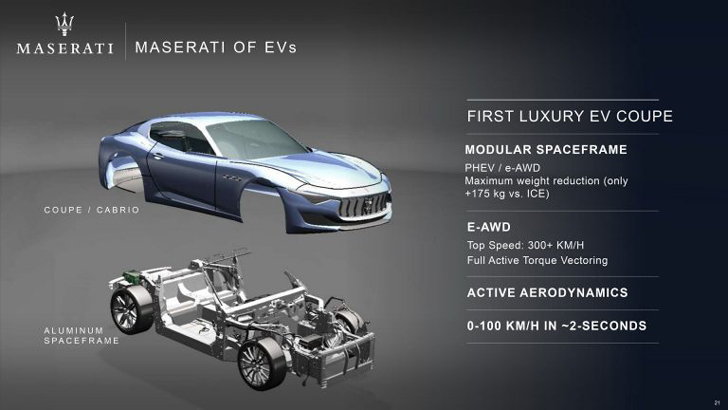 MASERATI
MASERATI OF EVs
FIRST LUXURY EV COUPE
MODULAR SPACEFRAME
PHEV / e-AWD
Maximum weight reduction (only
+175 kg vs. ICE)
COUPE / CABRIO
E-AWD
Top Speed: 300+ KM/H
Full Active Torque Vectoring
ACTIVE AERODYNAMICS
0-100 KM/H IN ~2-SECONDS
ALUMINUM
SPACEFRAME
21